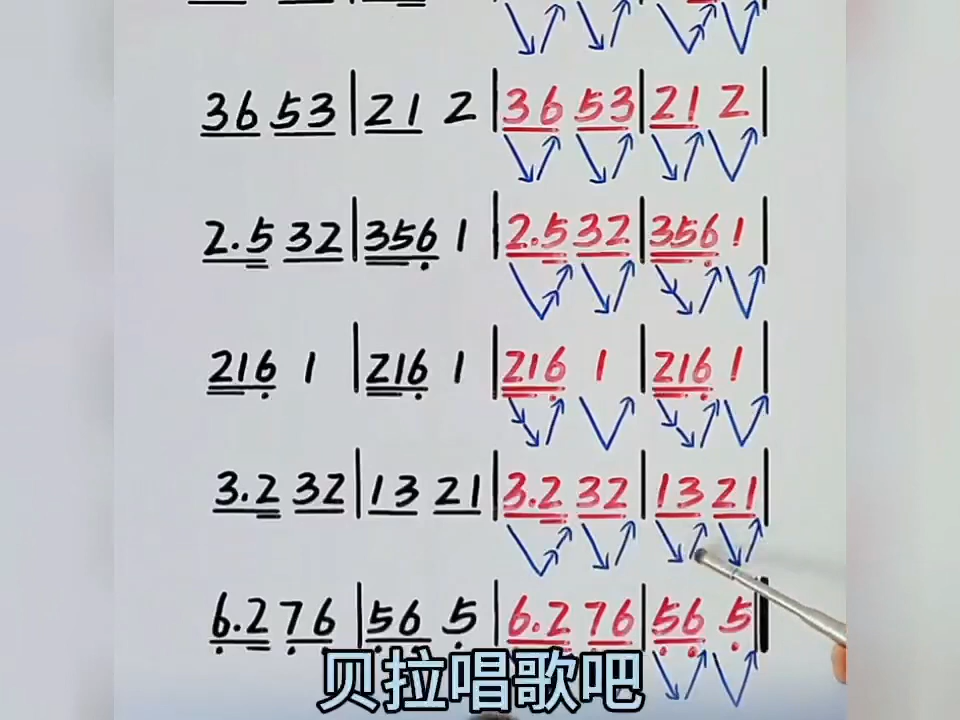 36 53 | 21 2 | 36 53 | 21 2 |
2.5 32 | 356 1 | 2.5 32 | 356 1 |
216 1 | 216 1 | 216 1 | 216 1 |
3.2 32 | 13 21 | 3.2 32 | 13 21 |
6.2 76 | 56 5 | 6.2 76 | 56 5 ‖
贝拉唱歌吧